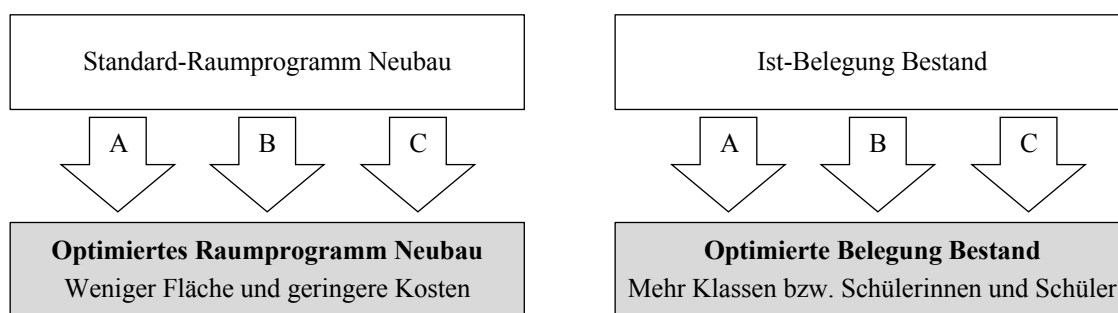 Standard-Raumprogramm Neubau
A B C
Optimiertes Raumprogramm Neubau
Weniger Fläche und geringere Kosten
Ist-Belegung Bestand
A B C
Optimierte Belegung Bestand
Mehr Klassen bzw. Schülerinnen und Schüler